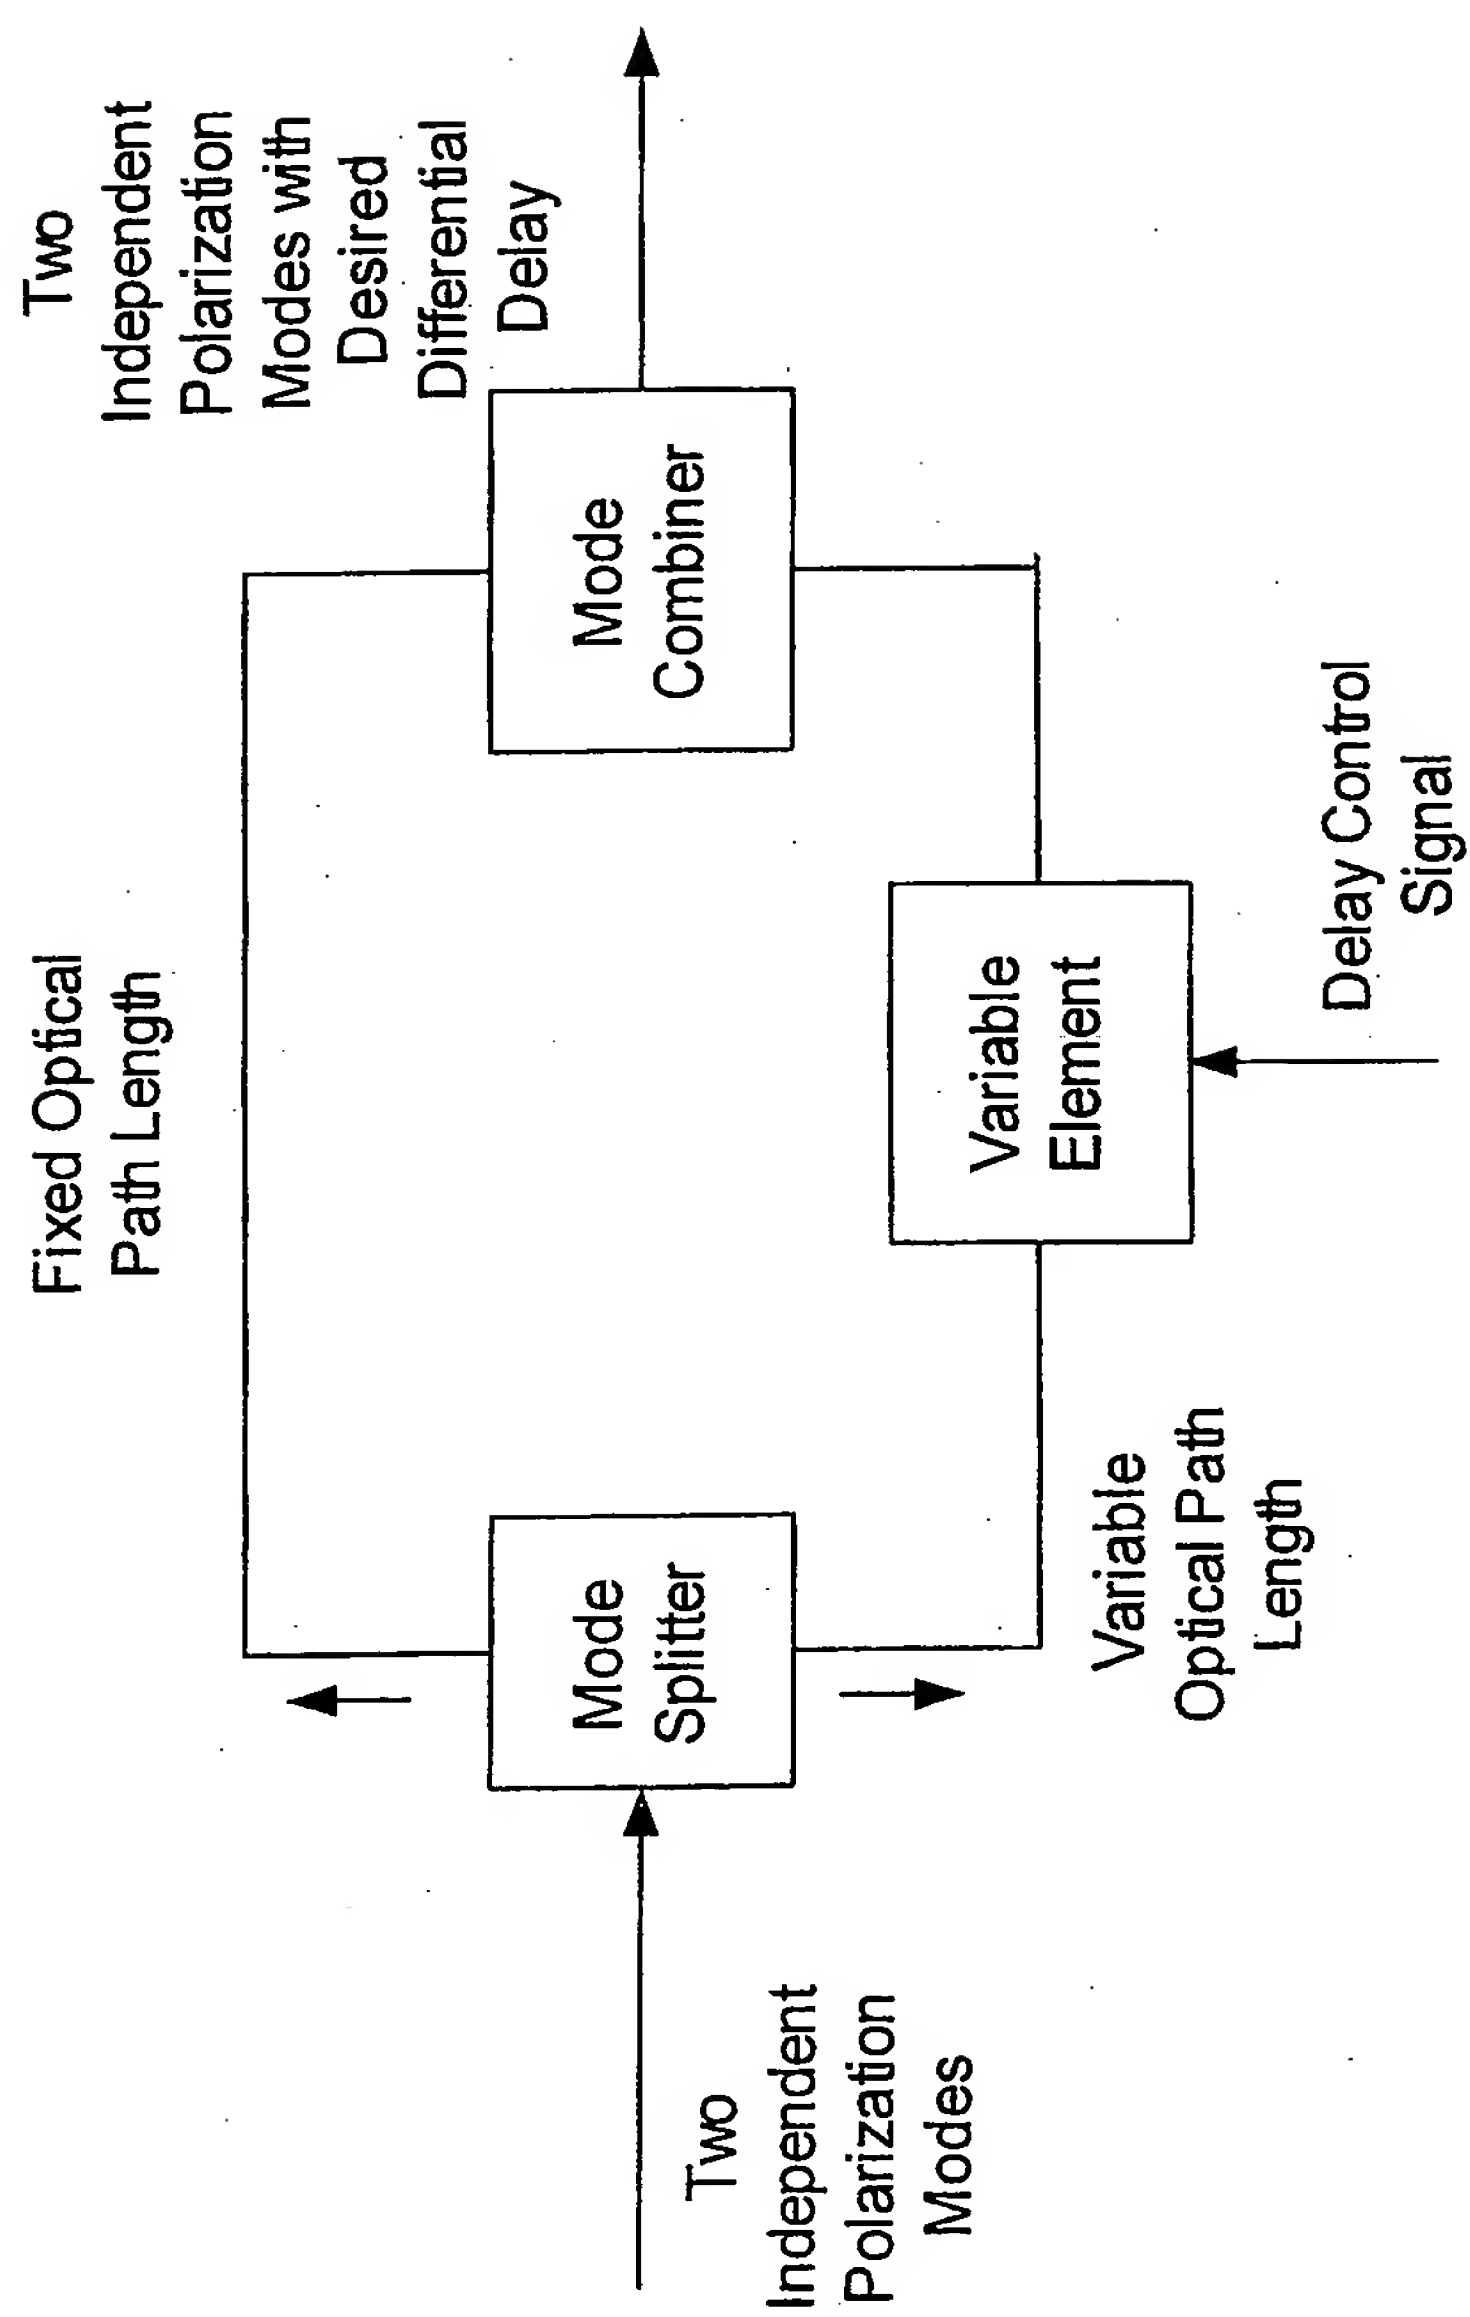 Two
Independent
Polarization
Modes
Mode
Splitter
Fixed Optical
Path Length
Variable
Optical Path
Length
Variable
Element
Delay Control
Signal
Mode
Combiner
Two
Independent
Polarization
Modes with
Desired
Differential
Delay